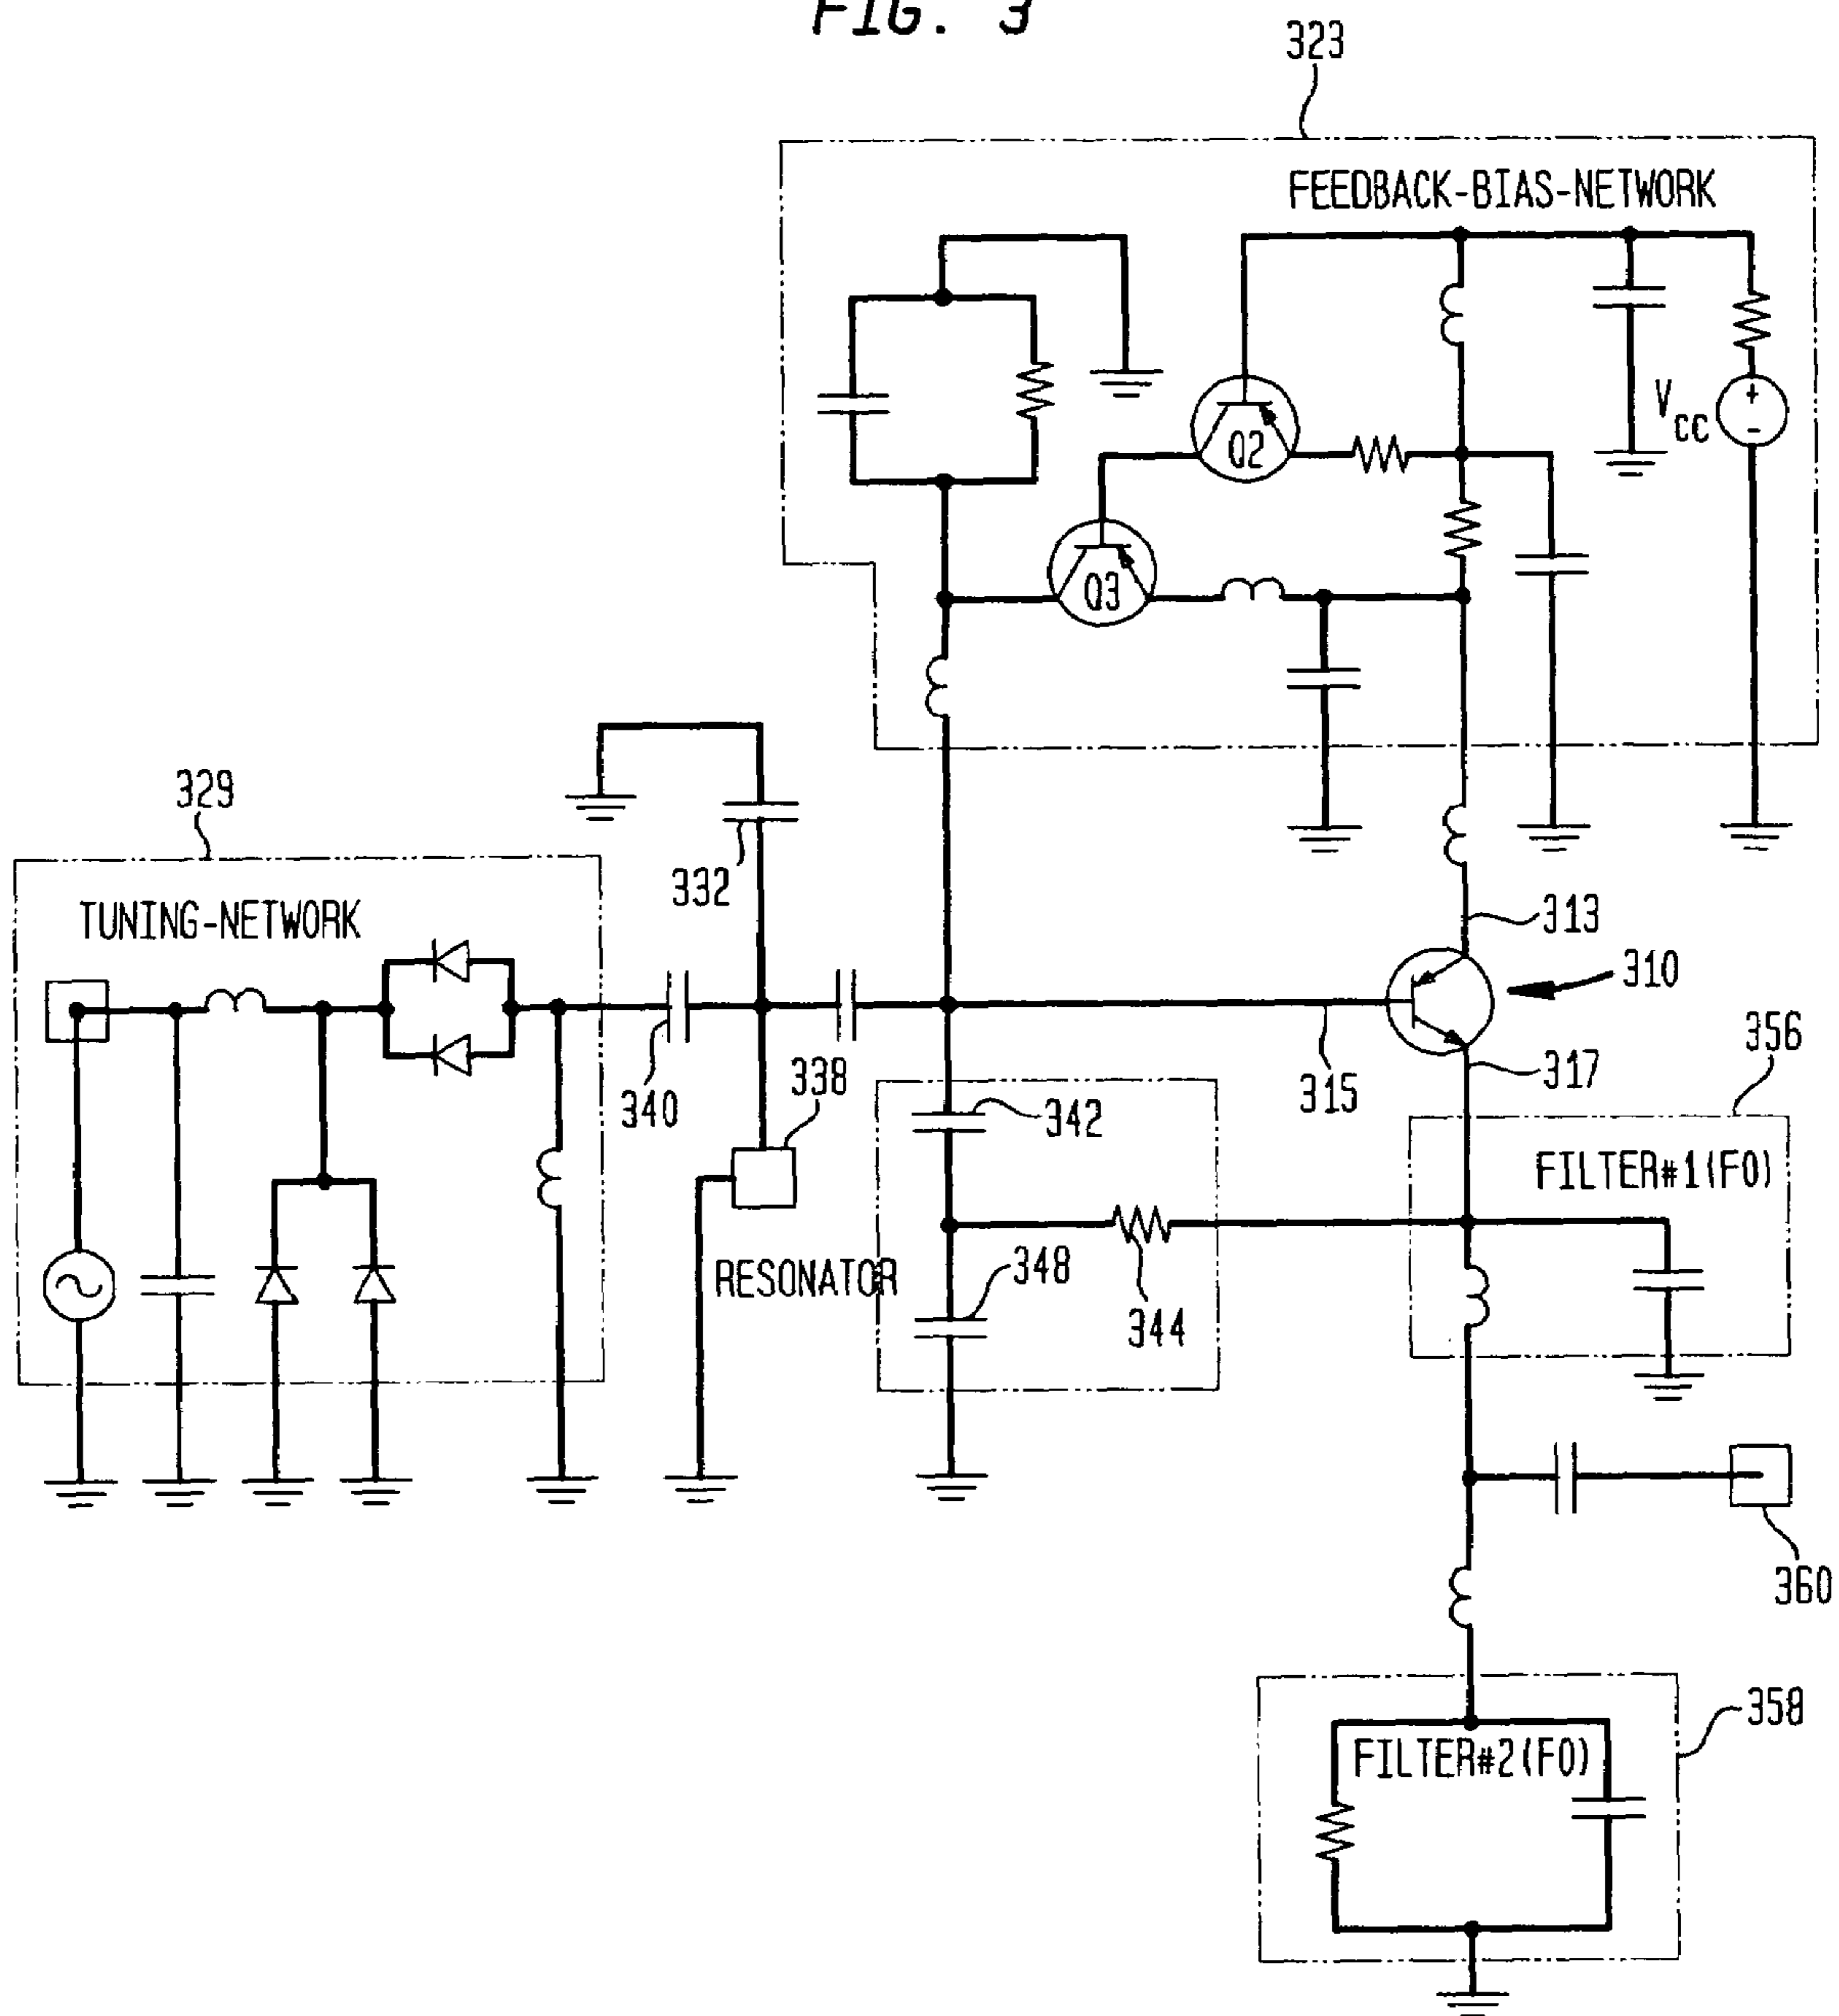 FIG. 3
323
FEEDBACK-BIAS-NETWORK
VCC
+
-
Q2
Q3
329
TUNING-NETWORK
332
313
310
340
338
315
317
356
342
FILTER#1(F0)
RESONATOR
348
344
360
358
FILTER#2(F0)